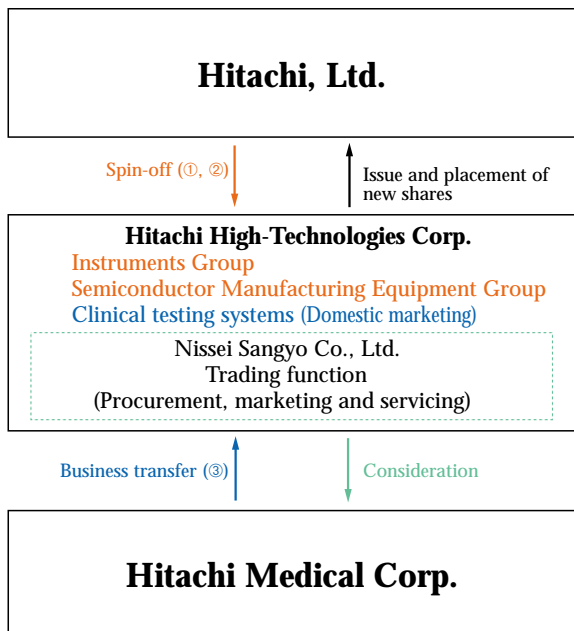 Hitachi, Ltd.
Spin-off (①, ②)
Issue and placement of
new shares
Hitachi High-Technologies Corp.
Instruments Group
Semiconductor Manufacturing Equipment Group
Clinical testing systems (Domestic marketing)
Nissei Sangyo Co., Ltd.
Trading function
(Procurement, marketing and servicing)
Business transfer (③)
Consideration
Hitachi Medical Corp.